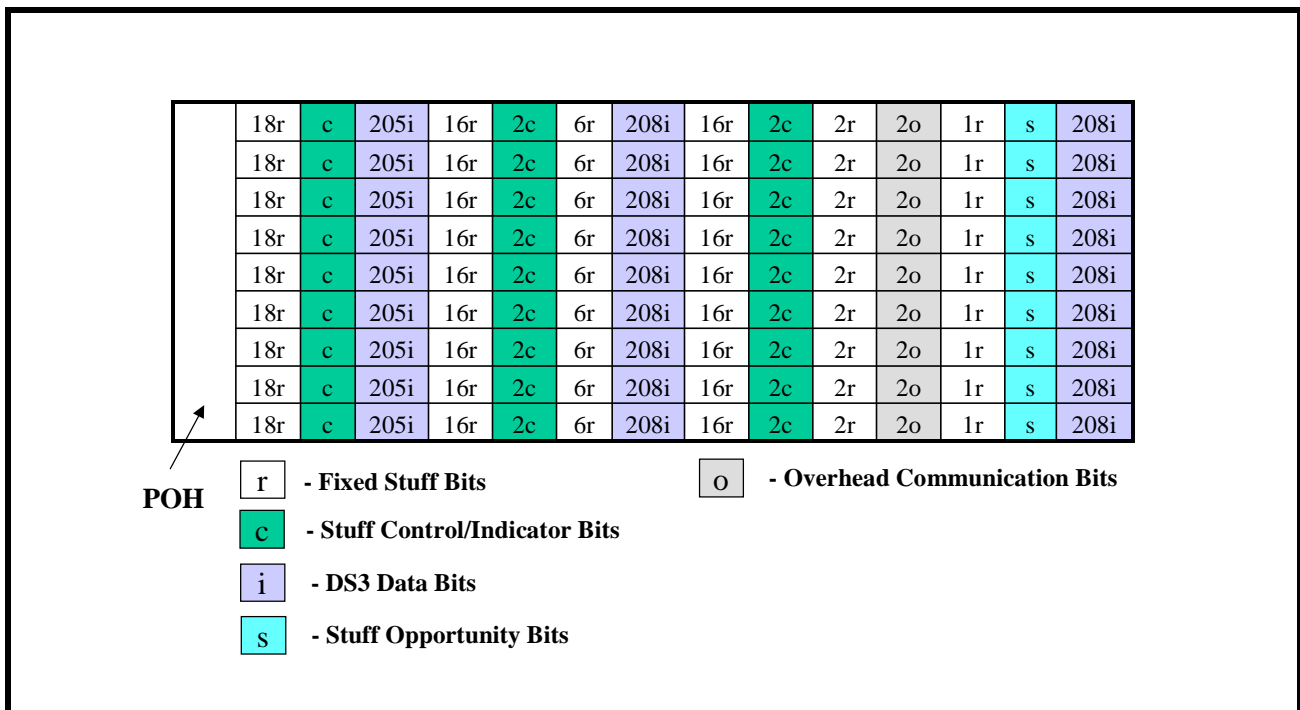 18r c 205i 16r 2c 6r 208i 16r 2c 2r 2o 1r s 208i
18r c 205i 16r 2c 6r 208i 16r 2c 2r 2o 1r s 208i
18r c 205i 16r 2c 6r 208i 16r 2c 2r 2o 1r s 208i
18r c 205i 16r 2c 6r 208i 16r 2c 2r 2o 1r s 208i
18r c 205i 16r 2c 6r 208i 16r 2c 2r 2o 1r s 208i
18r c 205i 16r 2c 6r 208i 16r 2c 2r 2o 1r s 208i
18r c 205i 16r 2c 6r 208i 16r 2c 2r 2o 1r s 208i
18r c 205i 16r 2c 6r 208i 16r 2c 2r 2o 1r s 208i
18r c 205i 16r 2c 6r 208i 16r 2c 2r 2o 1r s 208i
POH
r - Fixed Stuff Bits
o - Overhead Communication Bits
c - Stuff Control/Indicator Bits
i - DS3 Data Bits
s - Stuff Opportunity Bits